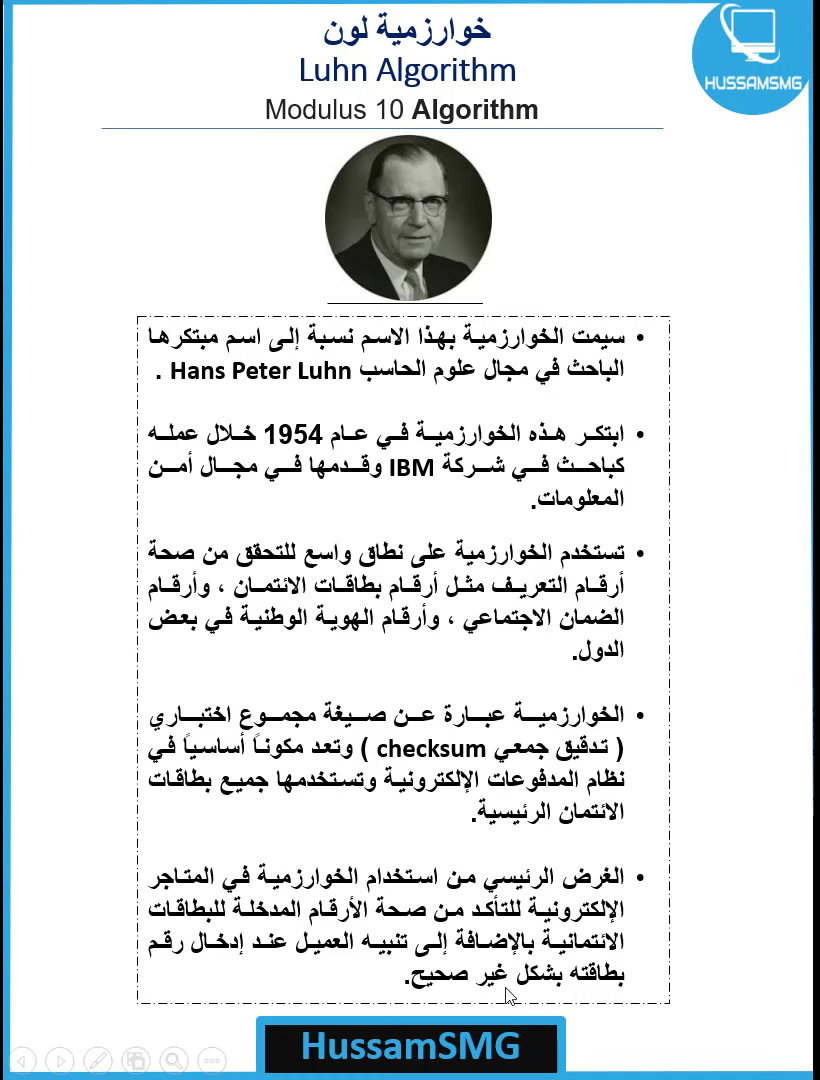 خوارزمية لون
Luhn Algorithm
Modulus 10 Algorithm
HUSSAMSMG
• سيمت الخوارزمية بهذا الاسم نسبة إلى اسم مبتكرها
الباحث في مجال علوم الحاسب Hans Peter Luhn .
• ابتكر هذه الخوارزمية في عام 1954 خلال عمله
كباحث في شركة IBM وقدمها في مجال أمن
المعلومات.
• تستخدم الخوارزمية على نطاق واسع للتحقق من صحة
أرقام التعريف مثل أرقام بطاقات الائتمان ، وأرقام
الضمان الاجتماعي ، وأرقام الهوية الوطنية في بعض
الدول.
• الخوارزمية عبارة عن صيغة مجموع اختباري
( تدقيق جمعي checksum ) وتعد مكوناً أساسياً في
نظام المدفوعات الإلكترونية وتستخدمها جميع بطاقات
الائتمان الرئيسية.
• الغرض الرئيسي من استخدام الخوارزمية في المتاجر
الإلكترونية للتأكد من صحة الأرقام المدخلة للبطاقات
الائتمانية بالإضافة إلى تنبيه العميل عند إدخال رقم
بطاقته بشكل غير صحيح.
HussamSMG